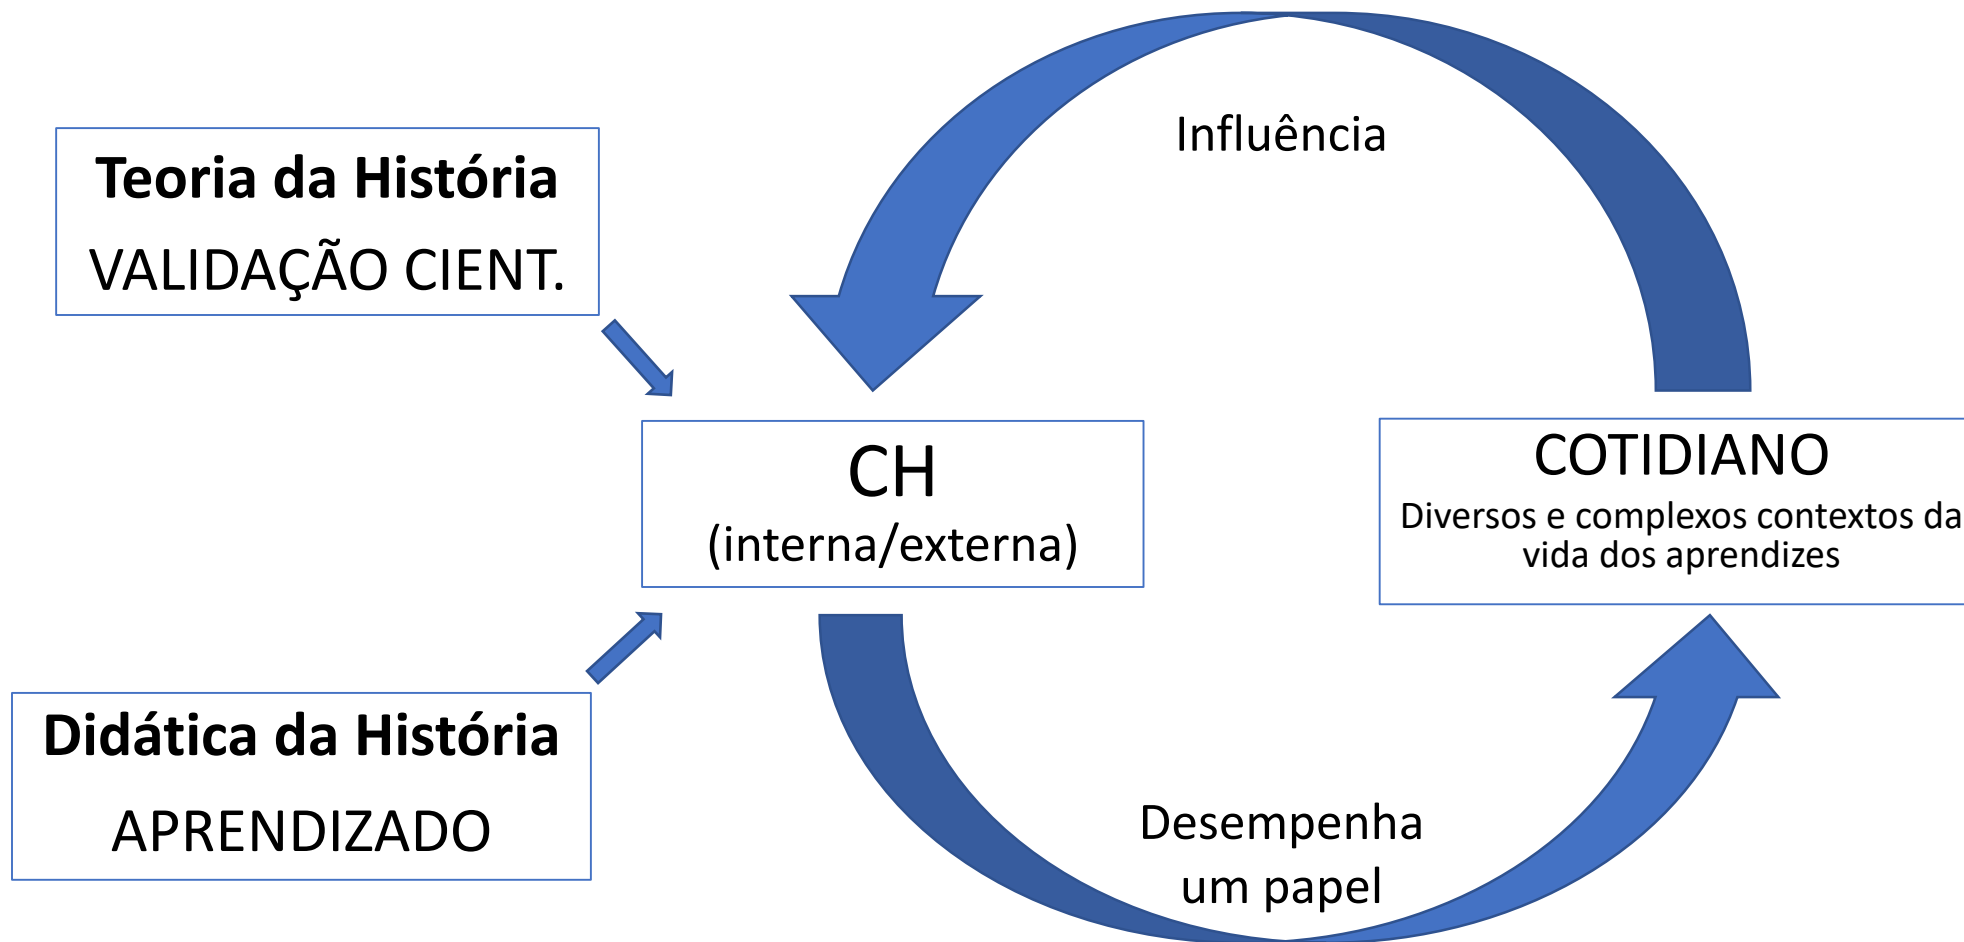 Influência
Teoria da História
VALIDAÇÃO CIENT.
CH
(interna/externa)
COTIDIANO
Diversos e complexos contextos da
vida dos aprendizes
Didática da História
APRENDIZADO
Desempenha
um papel